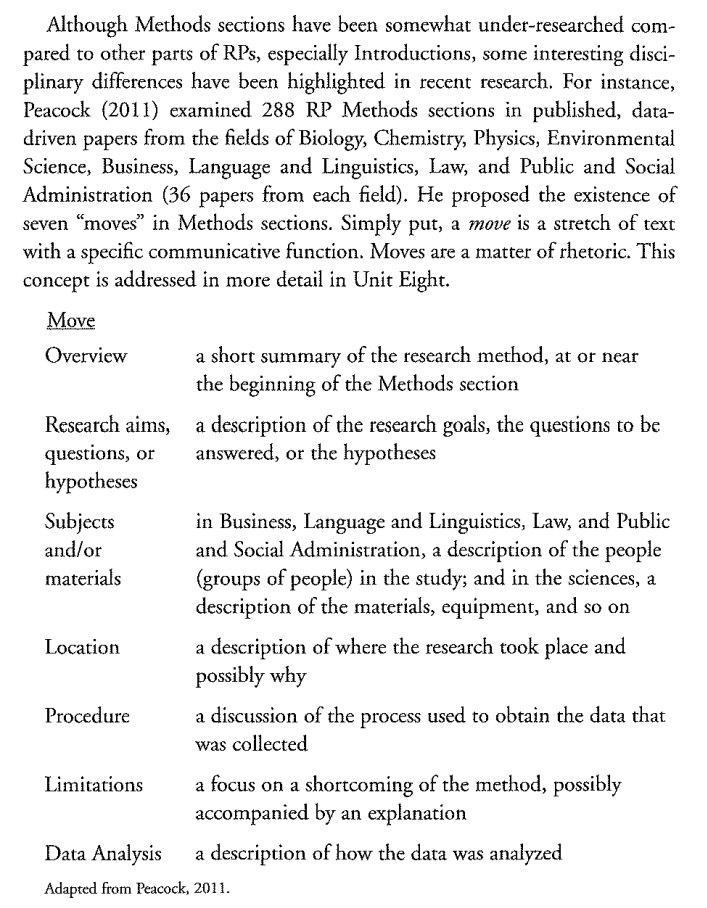 Although Methods sections have been somewhat under-researched com-
pared to other parts of RPs, especially Introductions, some interesting disci-
plinary differences have been highlighted in recent research. For instance,
Peacock (2011) examined 288 RP Methods sections in published, data-
driven papers from the fields of Biology, Chemistry, Physics, Environmental
Science, Business, Language and Linguistics, Law, and Public and Social
Administration (36 papers from each field). He proposed the existence of
seven “moves” in Methods sections. Simply put, a move is a stretch of text
with a specific communicative function. Moves are a matter of rhetoric. This
concept is addressed in more detail in Unit Eight.
Move
Overview a short summary of the research method, at or near
the beginning of the Methods section
Research aims, a description of the research goals, the questions to be
questions, or answered, or the hypotheses
hypotheses
Subjects in Business, Language and Linguistics, Law, and Public
and/or and Social Administration, a description of the people
materials (groups of people) in the study; and in the sciences, a
description of the materials, equipment, and so on
Location a description of where the research took place and
possibly why
Procedure a discussion of the process used to obtain the data that
was collected
Limitations a focus on a shortcoming of the method, possibly
accompanied by an explanation
Data Analysis a description of how the data was analyzed
Adapted from Peacock, 2011.